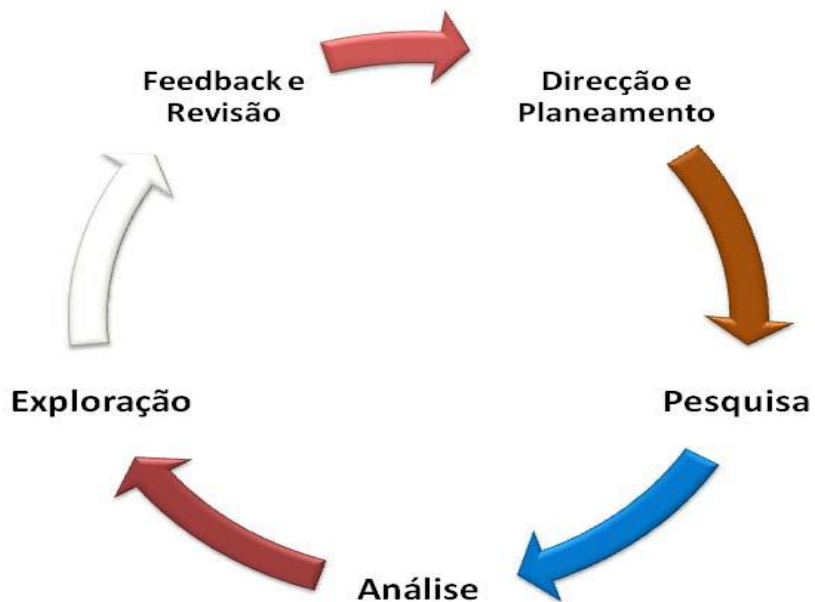 Feedback e
Revisão
Direcção e
Planeamento
Pesquisa
Análise
Exploração